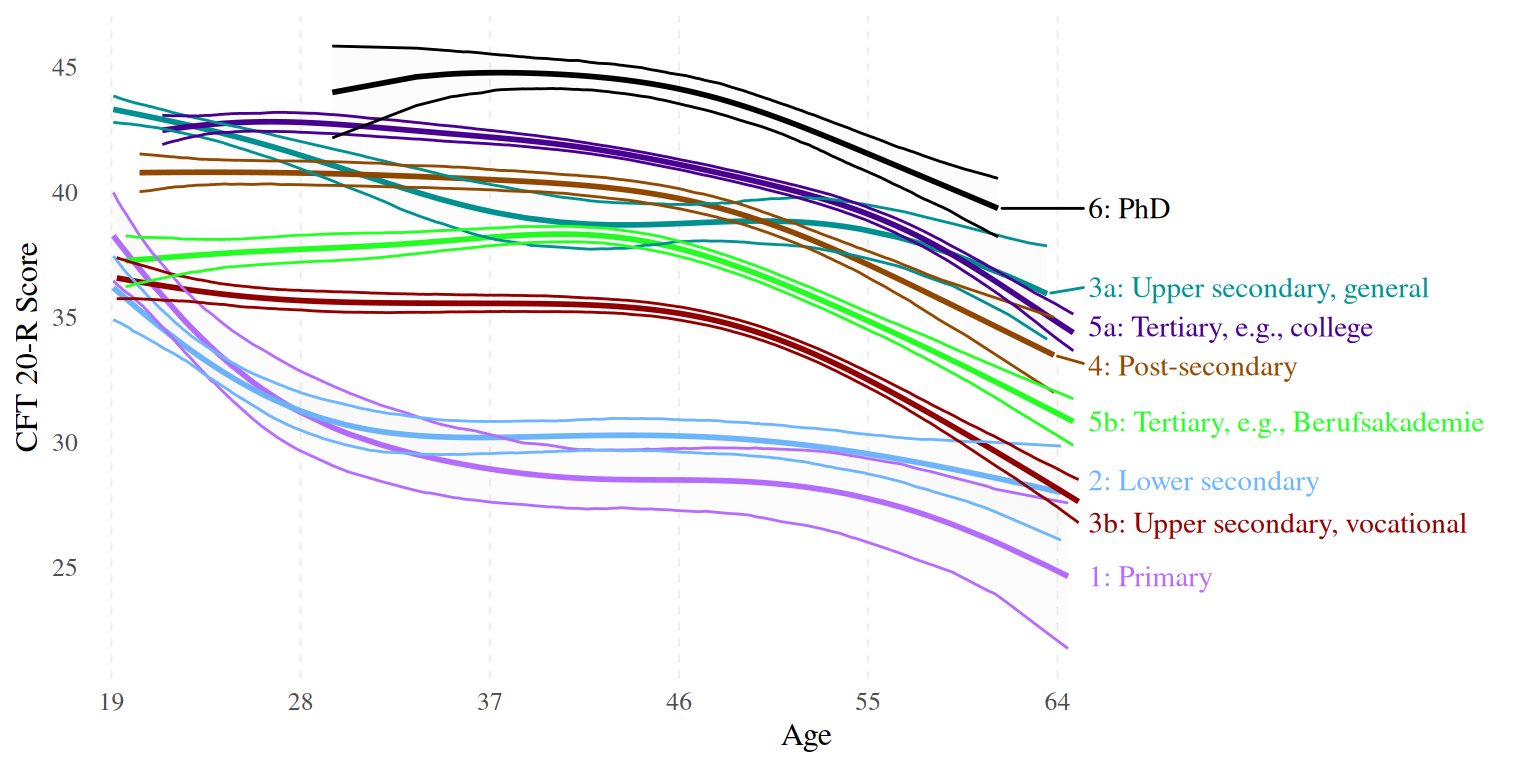 45
40
35
30
25
CFT 20-R Score
19 28 37 46 55 64
Age
6: PhD
3a: Upper secondary, general
5a: Tertiary, e.g., college
4: Post-secondary
5b: Tertiary, e.g., Berufsakademie
2: Lower secondary
3b: Upper secondary, vocational
1: Primary